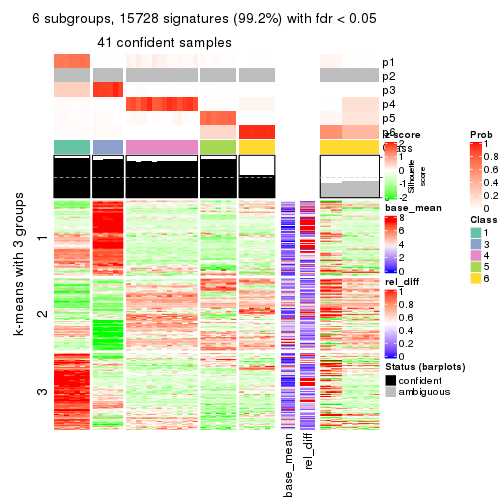 6 subgroups, 15728 signatures (99.2%) with fdr < 0.05
41 confident samples
p1
p2
p3
p4
p5
p6
Class
Silhouette
score
k-means with 3 groups
1
2
3
base_mean
rel_diff
z-score
2
1
0
-1
-2
base_mean
8
6
4
2
0
rel_diff
1
0.8
0.6
0.4
0.2
0
Status (barplots)
confident
ambiguous
Prob
1
0.8
0.6
0.4
0.2
0
Class
1
3
4
5
6